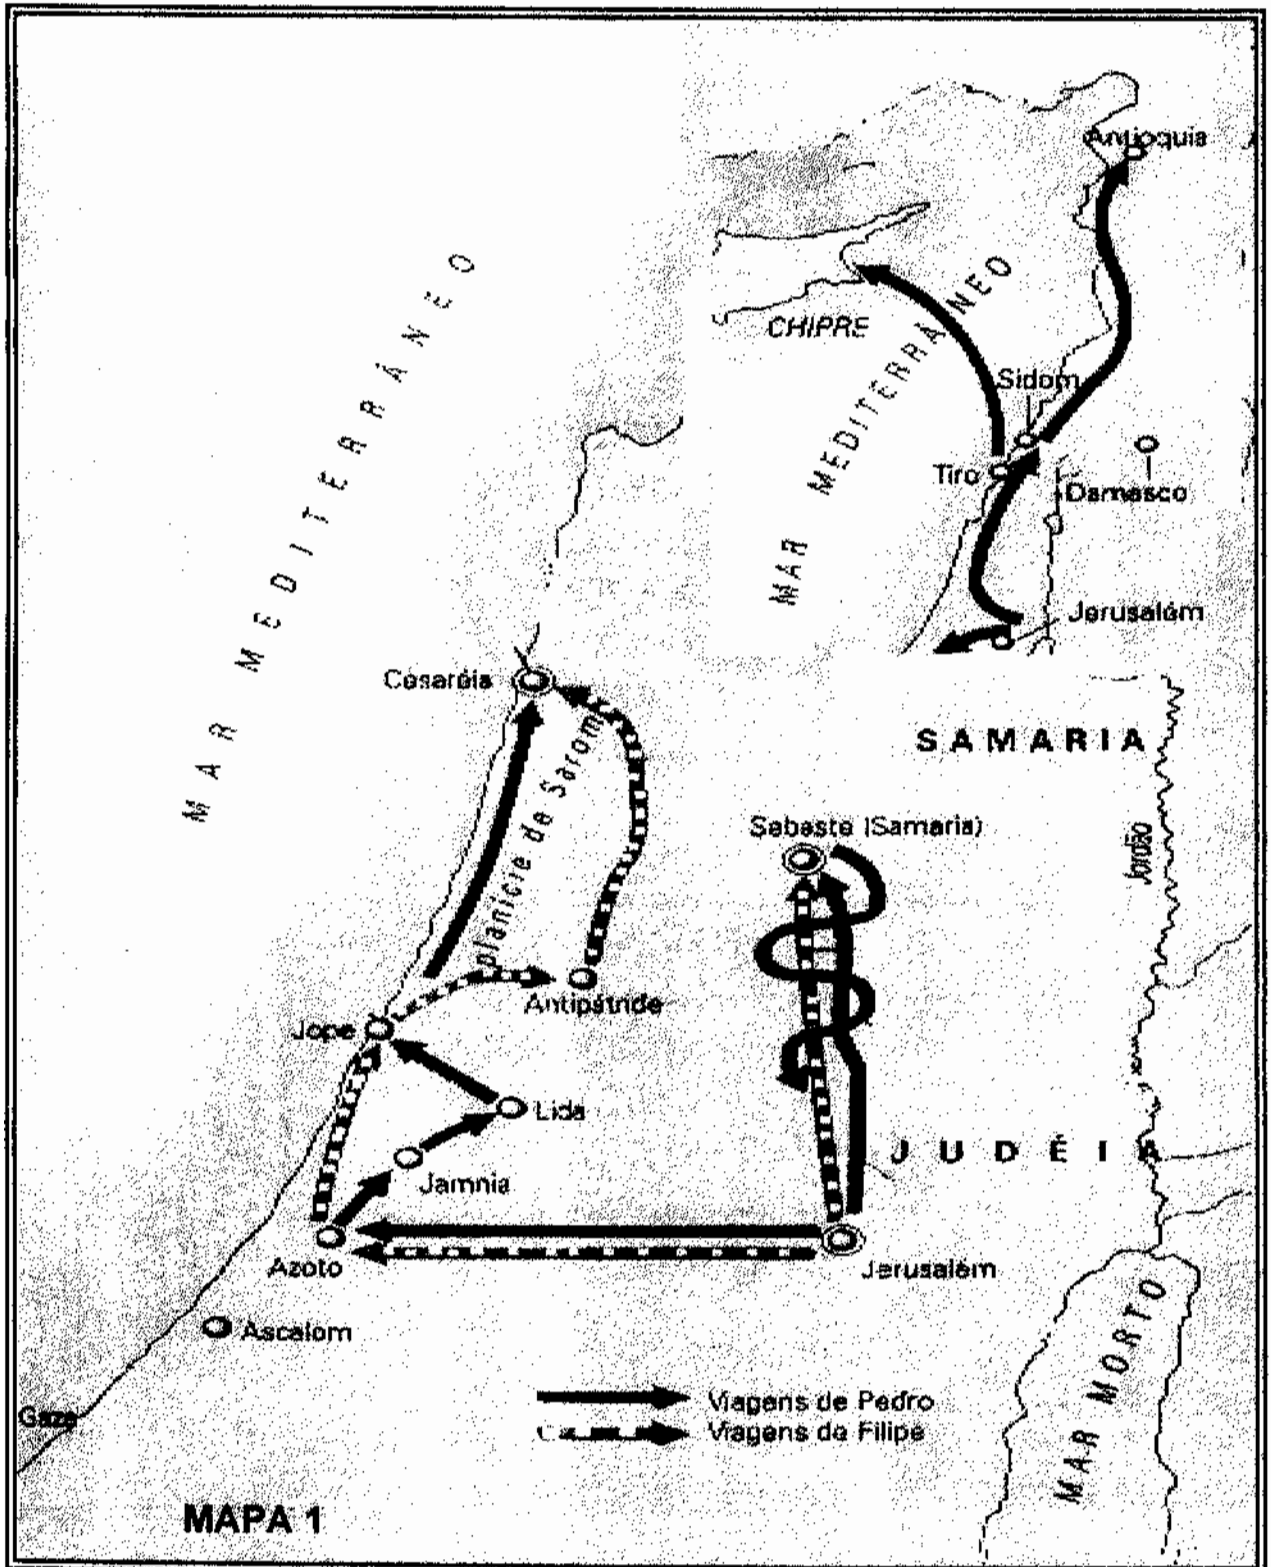 Antioquia
MAR MEDITERRÂNEO
CHIPRE
Sidom
Tiro
Damasco
Jerusalém
MAR MEDITERRÂNEO
Cesaréia
SAMARIA
planície de Sarom
Sebaste (Samaria)
Jordão
Antipátride
Jope
Lida
JUDÉIA
Jamnia
Azoto
Jerusalém
Ascalom
MAR MORTO
Viagens de Pedro
Gaza
Viagens de Filipe
MAPA 1